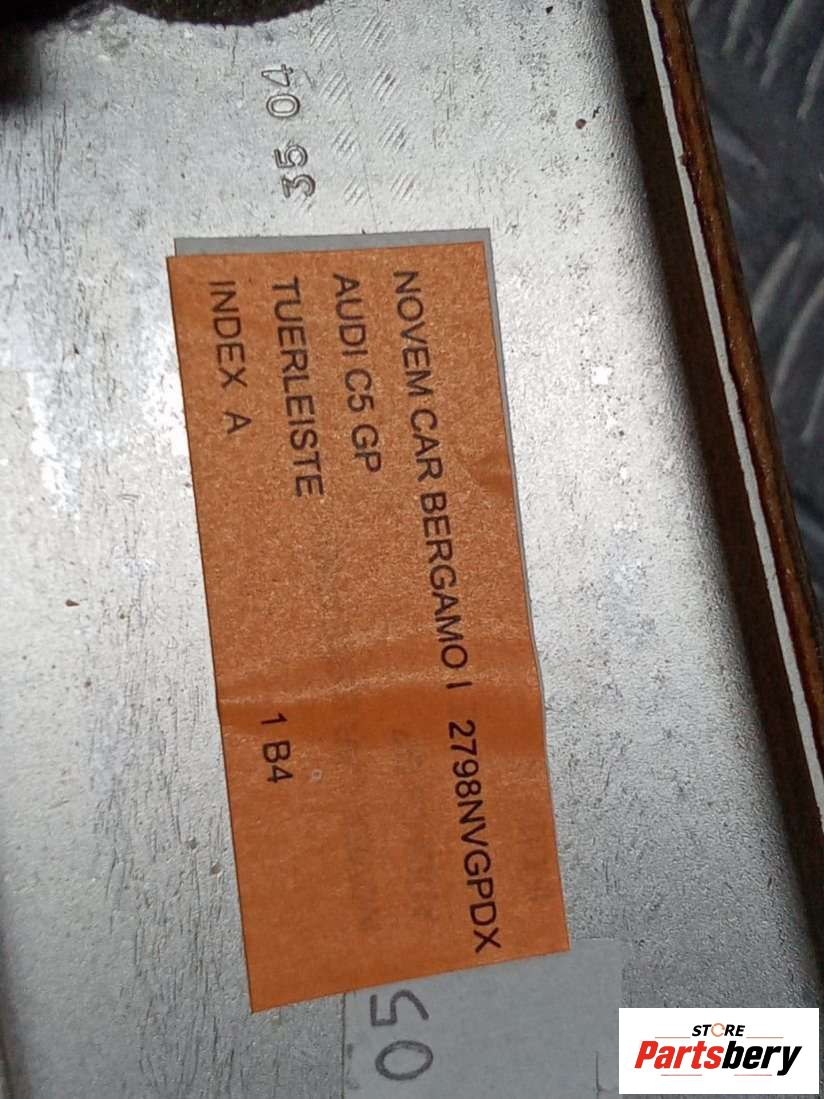 35 04
NOVEM CAR BERGAMO I 2798NVGPDX
AUDI C5 GP
TUERLEISTE
INDEX A 1 B4
50
STORE
Partsbery